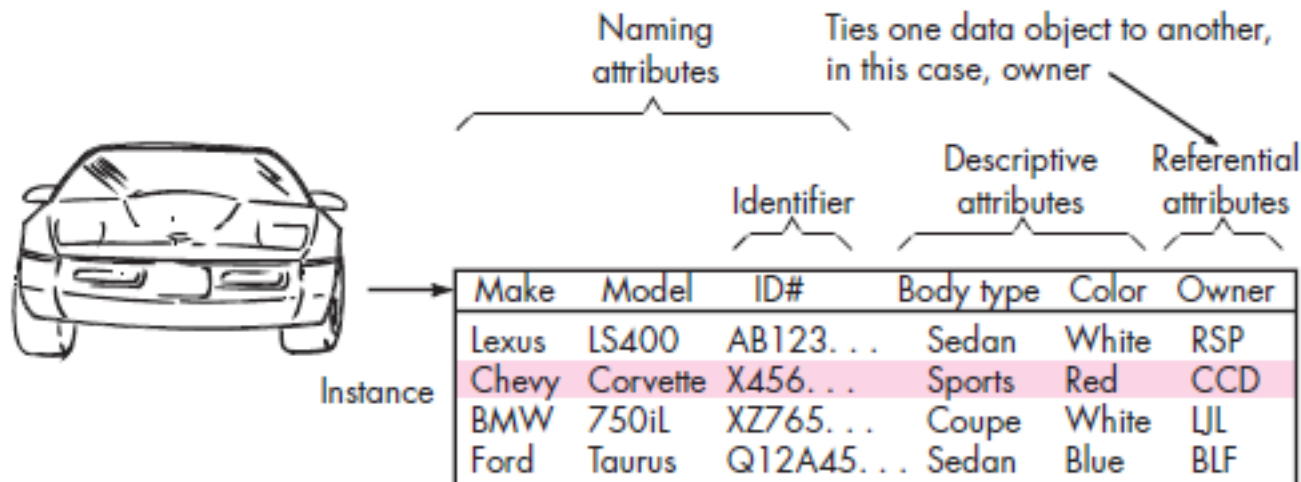 Naming
attributes
Ties one data object to another,
in this case, owner
Identifier
Descriptive
attributes
Referential
attributes
Make Model ID# Body type Color Owner
Lexus LS400 AB123. . . Sedan White RSP
Instance
Chevy Corvette X456. . . Sports Red CCD
BMW 750iL XZ765. . . Coupe White LJL
Ford Taurus Q12A45. . . Sedan Blue BLF